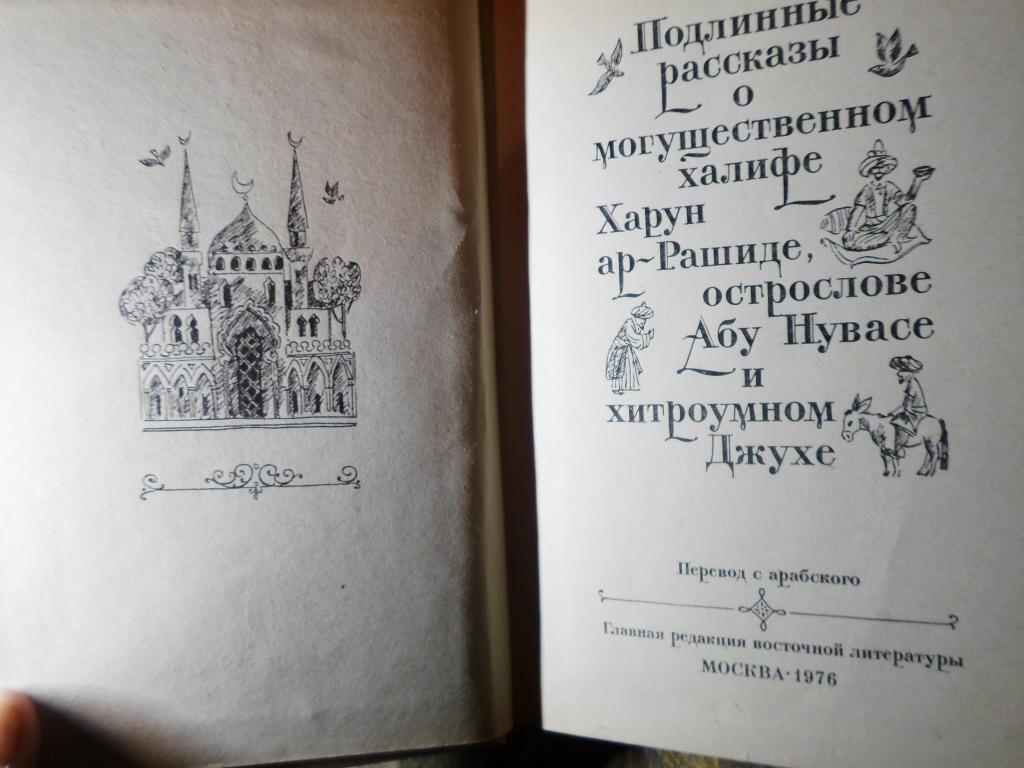 Подлинные
рассказы
о
могущественном
халифе
Харун
ар-Рашиде,
острослове
Абу Нувасе
и
хитроумном
Джухе
Перевод с арабского
Главная редакция восточной литературы
МОСКВА·1976